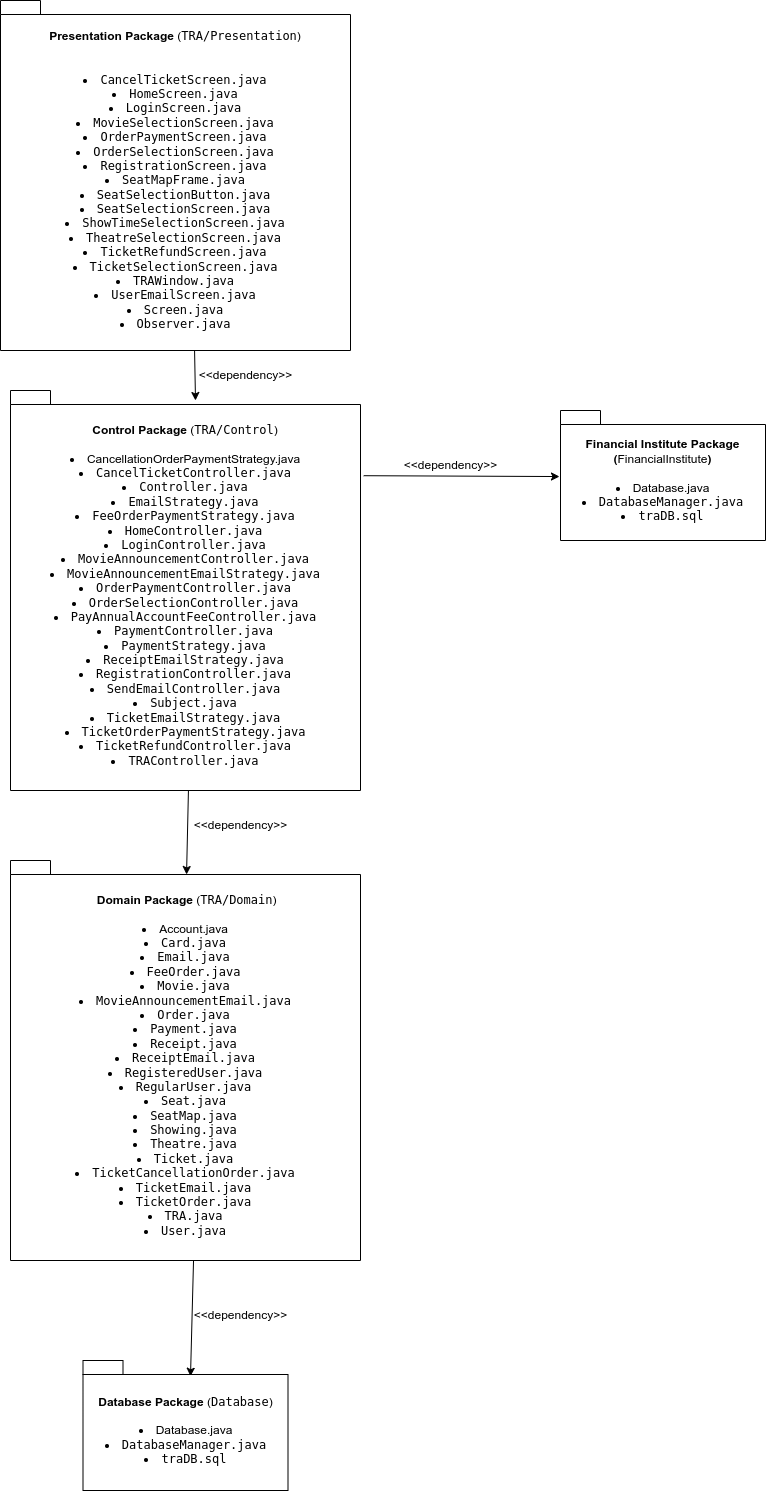 Presentation Package (TRA/Presentation)
• CancelTicketScreen.java
• HomeScreen.java
• LoginScreen.java
• MovieSelectionScreen.java
• OrderPaymentScreen.java
• OrderSelectionScreen.java
• RegistrationScreen.java
• SeatMapFrame.java
• SeatSelectionButton.java
• SeatSelectionScreen.java
• ShowTimeSelectionScreen.java
• TheatreSelectionScreen.java
• TicketRefundScreen.java
• TicketSelectionScreen.java
• TRAWindow.java
• UserEmailScreen.java
• Screen.java
• Observer.java
<<dependency>>
Control Package (TRA/Control)
• CancellationOrderPaymentStrategy.java
• CancelTicketController.java
• Controller.java
• EmailStrategy.java
• FeeOrderPaymentStrategy.java
• HomeController.java
• LoginController.java
• MovieAnnouncementController.java
• MovieAnnouncementEmailStrategy.java
• OrderPaymentController.java
• OrderSelectionController.java
• PayAnnualAccountFeeController.java
• PaymentController.java
• PaymentStrategy.java
• ReceiptEmailStrategy.java
• RegistrationController.java
• SendEmailController.java
• Subject.java
• TicketEmailStrategy.java
• TicketOrderPaymentStrategy.java
• TicketRefundController.java
• TRAController.java
<<dependency>>
Financial Institute Package
(FinancialInstitute)
• Database.java
• DatabaseManager.java
• traDB.sql
<<dependency>>
Domain Package (TRA/Domain)
• Account.java
• Card.java
• Email.java
• FeeOrder.java
• Movie.java
• MovieAnnouncementEmail.java
• Order.java
• Payment.java
• Receipt.java
• ReceiptEmail.java
• RegisteredUser.java
• RegularUser.java
• Seat.java
• SeatMap.java
• Showing.java
• Theatre.java
• Ticket.java
• TicketCancellationOrder.java
• TicketEmail.java
• TicketOrder.java
• TRA.java
• User.java
<<dependency>>
Database Package (Database)
• Database.java
• DatabaseManager.java
• traDB.sql